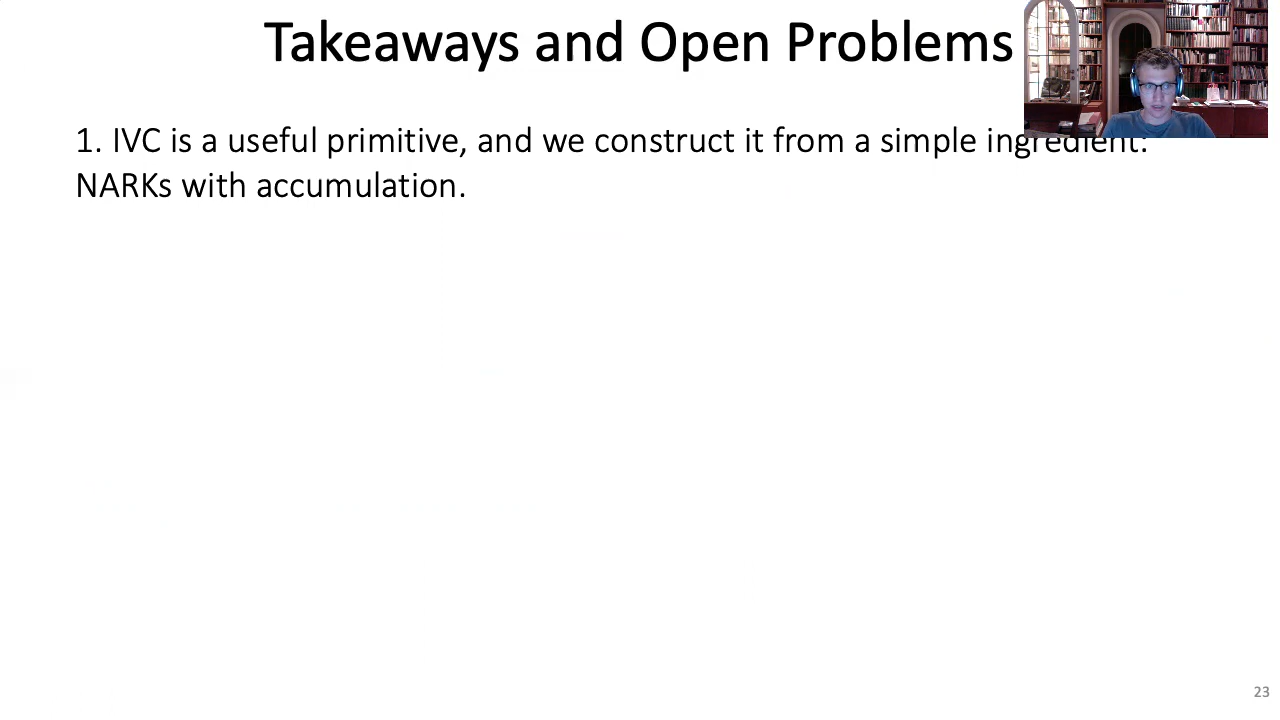 Takeaways and Open Problems
1. IVC is a useful primitive, and we construct it from a simple ingredient:
NARKs with accumulation.
23